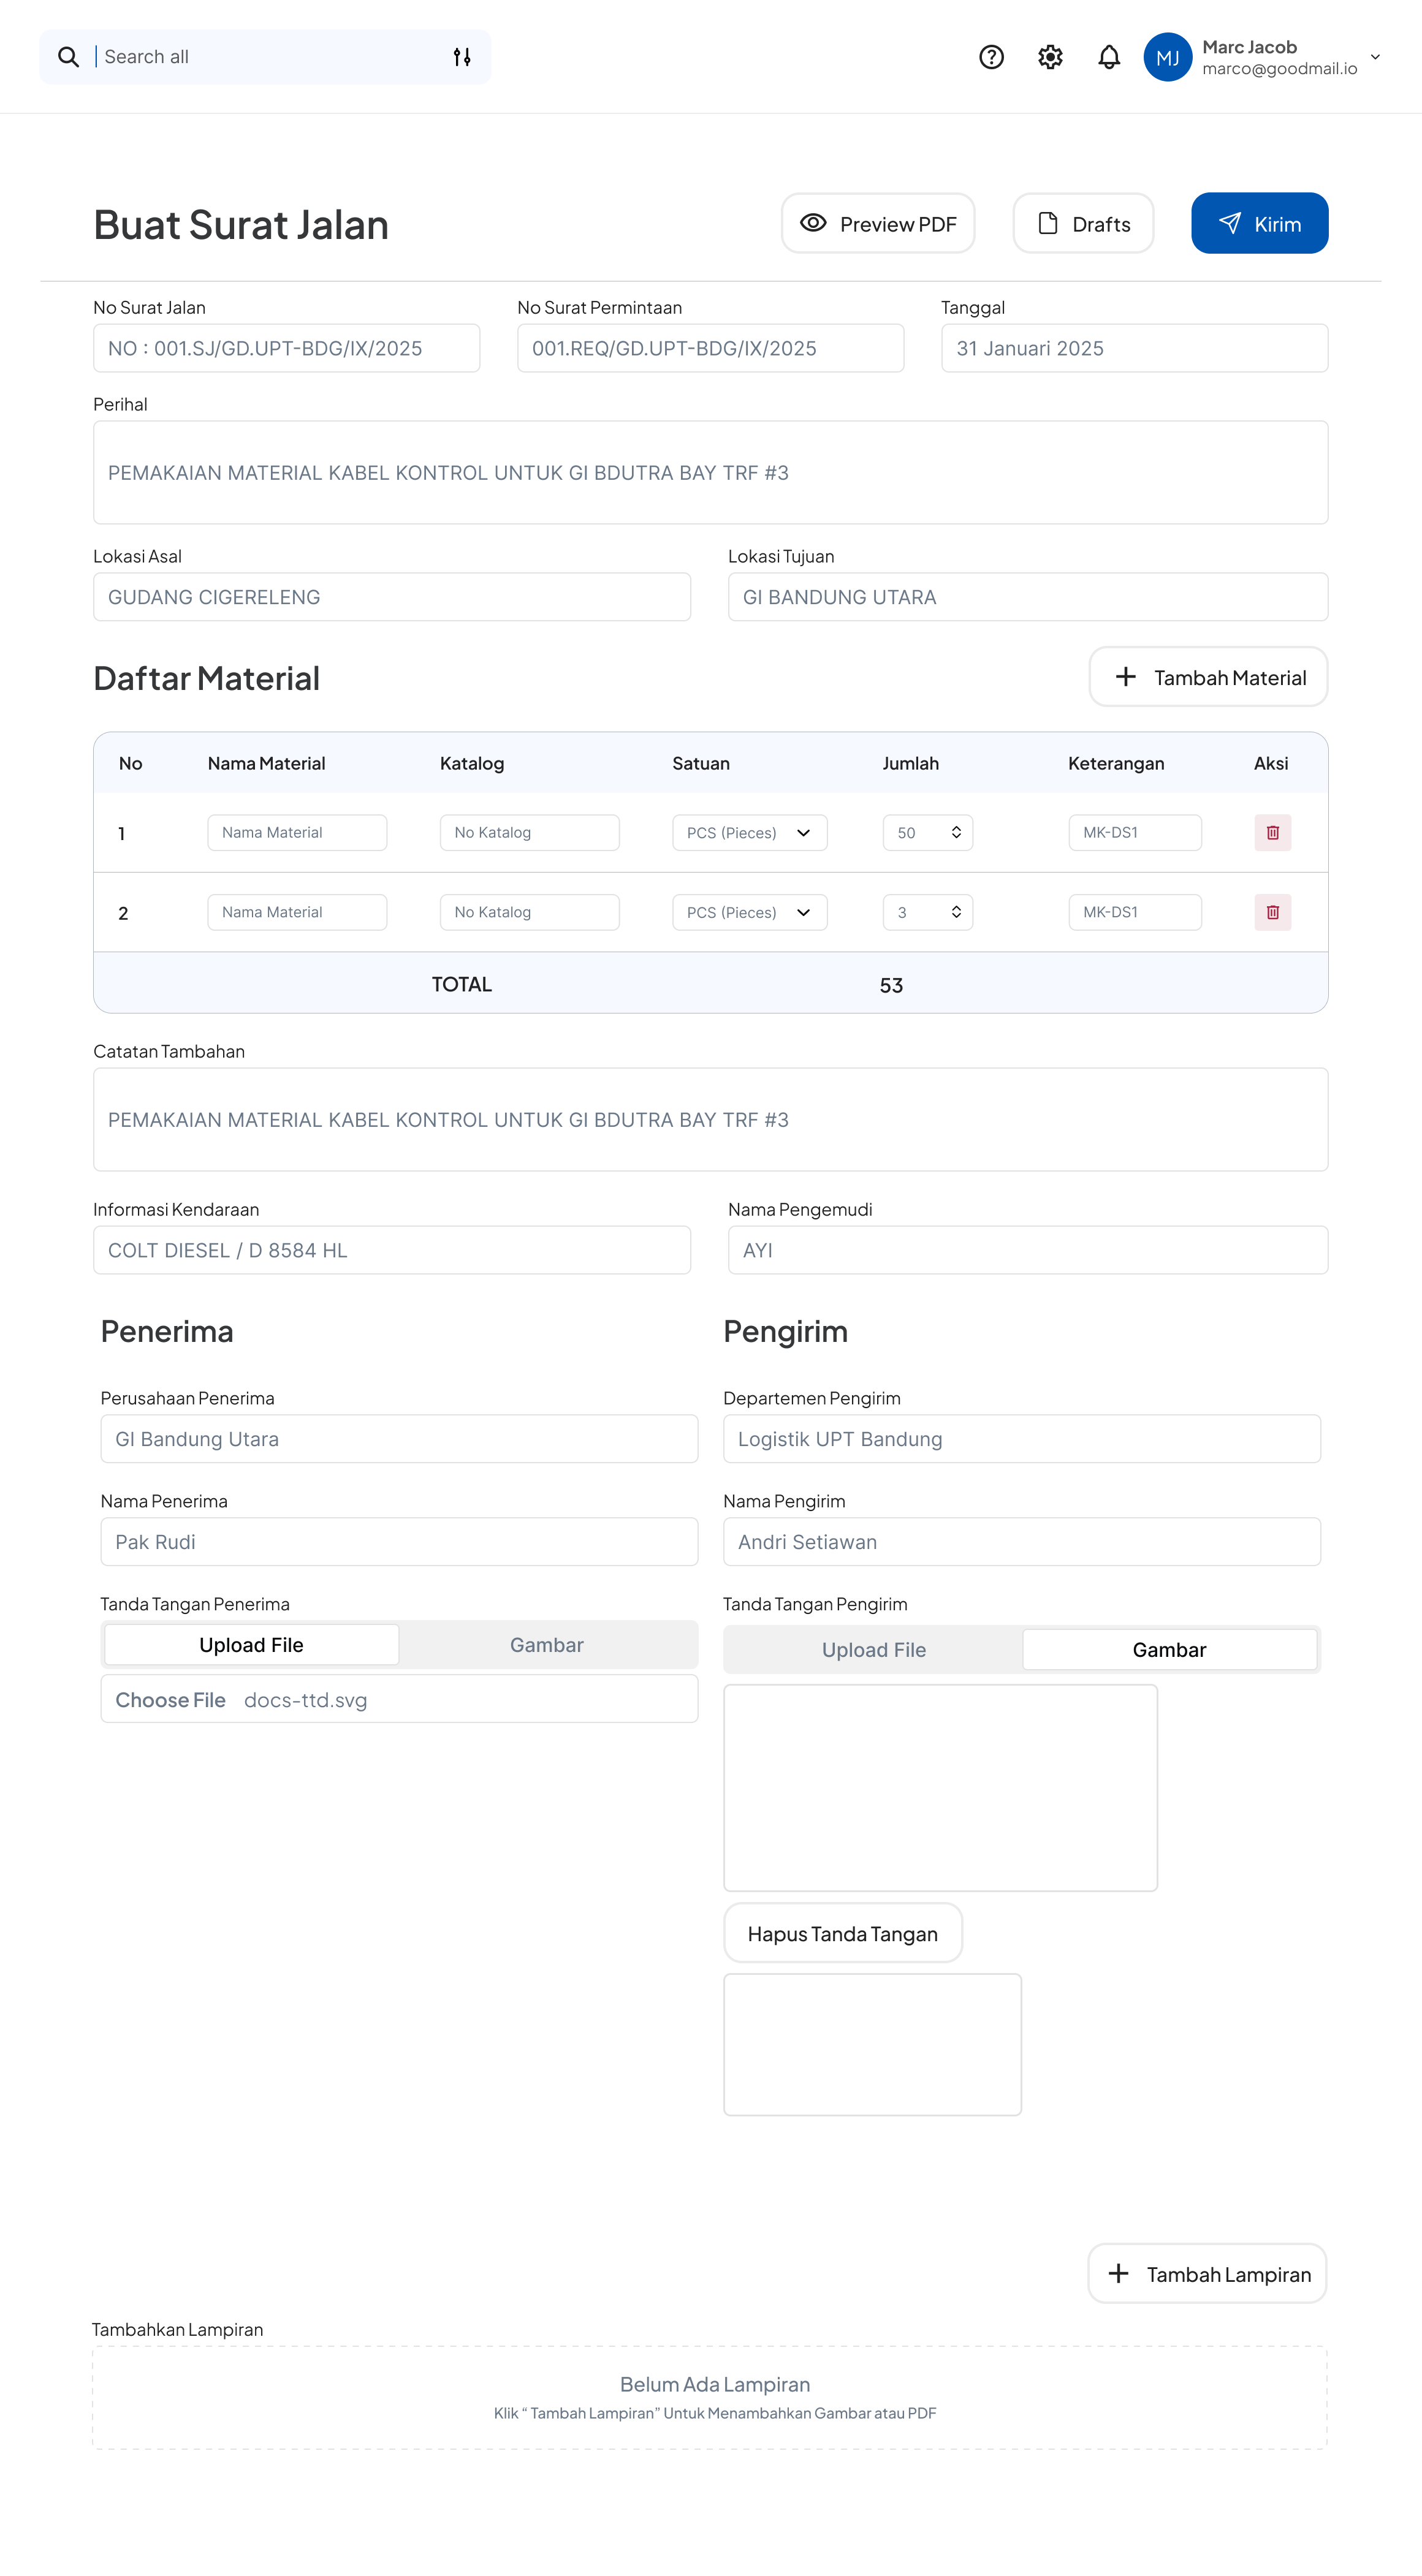 Search all
MJ
Marc Jacob
marco@goodmail.io
Buat Surat Jalan
Preview PDF
Drafts
Kirim
No Surat Jalan
No Surat Permintaan
Tanggal
NO : 001.SJ/GD.UPT-BDG/IX/2025
001.REQ/GD.UPT-BDG/IX/2025
31 Januari 2025
Perihal
PEMAKAIAN MATERIAL KABEL KONTROL UNTUK GI BDUTRA BAY TRF #3
Lokasi Asal
Lokasi Tujuan
GUDANG CIGERELENG
GI BANDUNG UTARA
Daftar Material
Tambah Material
No Nama Material Katalog Satuan Jumlah Keterangan Aksi
1 Nama Material No Katalog PCS (Pieces) 50 MK-DS1
2 Nama Material No Katalog PCS (Pieces) 3 MK-DS1
TOTAL 53
Catatan Tambahan
PEMAKAIAN MATERIAL KABEL KONTROL UNTUK GI BDUTRA BAY TRF #3
Informasi Kendaraan
Nama Pengemudi
COLT DIESEL / D 8584 HL
AYI
Penerima
Pengirim
Perusahaan Penerima
Departemen Pengirim
GI Bandung Utara
Logistik UPT Bandung
Nama Penerima
Nama Pengirim
Pak Rudi
Andri Setiawan
Tanda Tangan Penerima
Tanda Tangan Pengirim
Upload File Gambar
Upload File Gambar
Choose File docs-ttd.svg
Hapus Tanda Tangan
Tambah Lampiran
Tambahkan Lampiran
Belum Ada Lampiran
Klik “ Tambah Lampiran” Untuk Menambahkan Gambar atau PDF